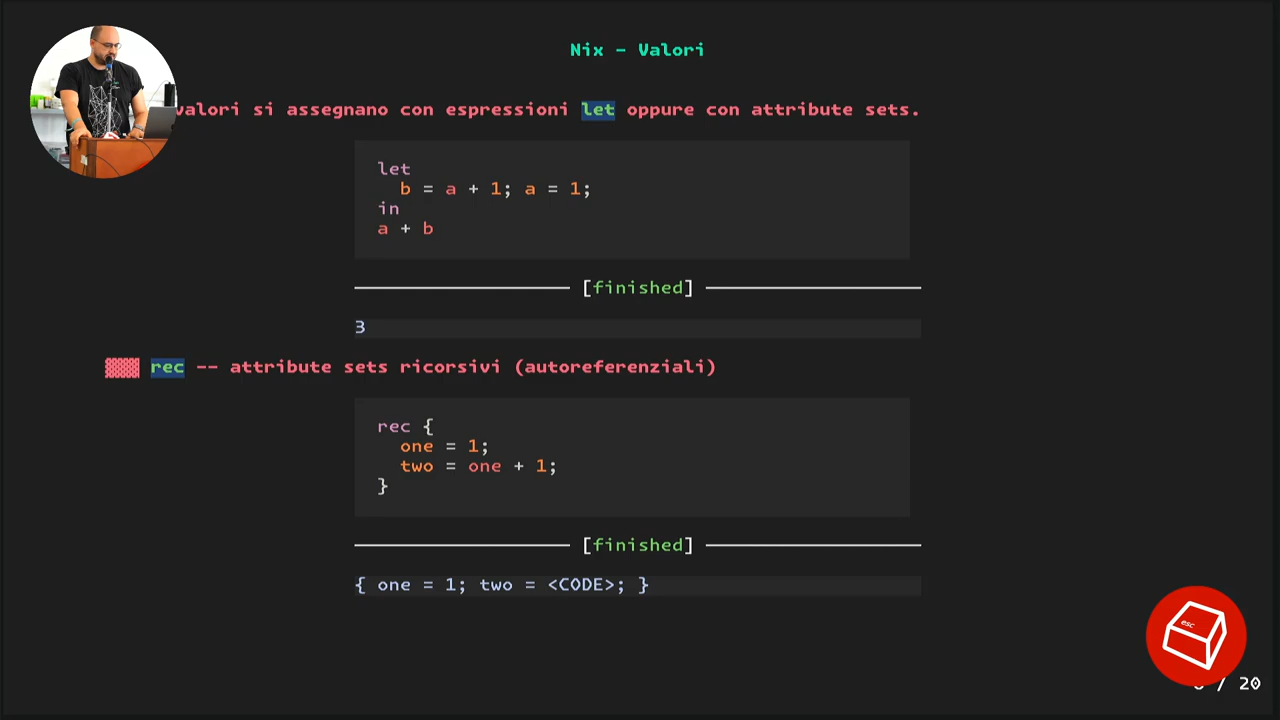 Nix - Valori
valori si assegnano con espressioni let oppure con attribute sets.
let
b = a + 1; a = 1;
in
a + b
[finished]
3
rec -- attribute sets ricorsivi (autoreferenziali)
rec {
one = 1;
two = one + 1;
}
[finished]
{ one = 1; two = <CODE>; }
esc
/ 20